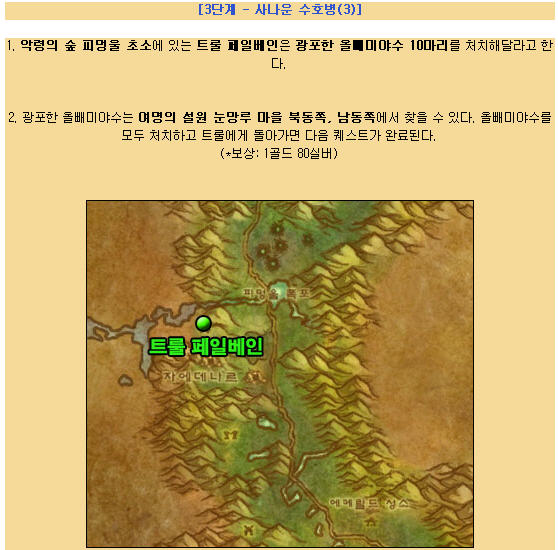 [3단계 - 사나운 수호병(3)]
1. 악령의 숲 피멍울 초소에 있는 트룰 페일베인은 광포한 올빼미야수 10마리를 처치해달라고 한
다.
2. 광포한 올빼미야수는 여명의 설원 눈망루 마을 북동쪽, 남동쪽에서 찾을 수 있다. 올빼미야수를
모두 처치하고 트룰에게 돌아가면 다음 퀘스트가 완료된다.
(*보상: 1골드 80실버)
피멍울 폭포
트룰 페일베인
자에데나르
에메랄드 성소